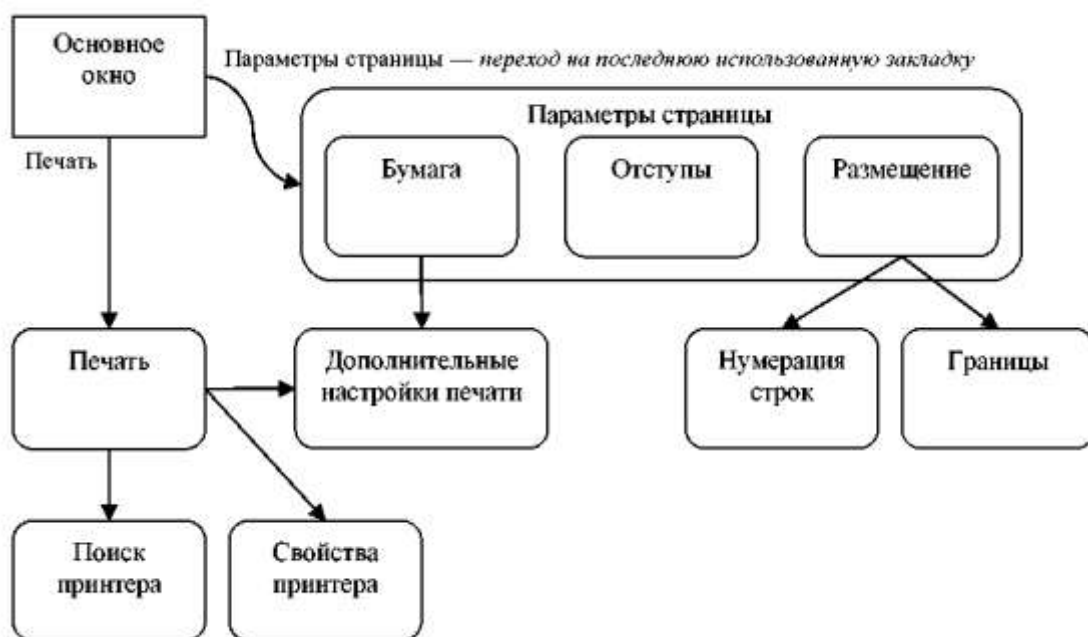 Основное
окно
Параметры страницы — переход на последнюю использованную закладку
Параметры страницы
Печать
Бумага
Отступы
Размещение
Печать
Дополнительные
настройки печати
Нумерация
строк
Границы
Поиск
принтера
Свойства
принтера